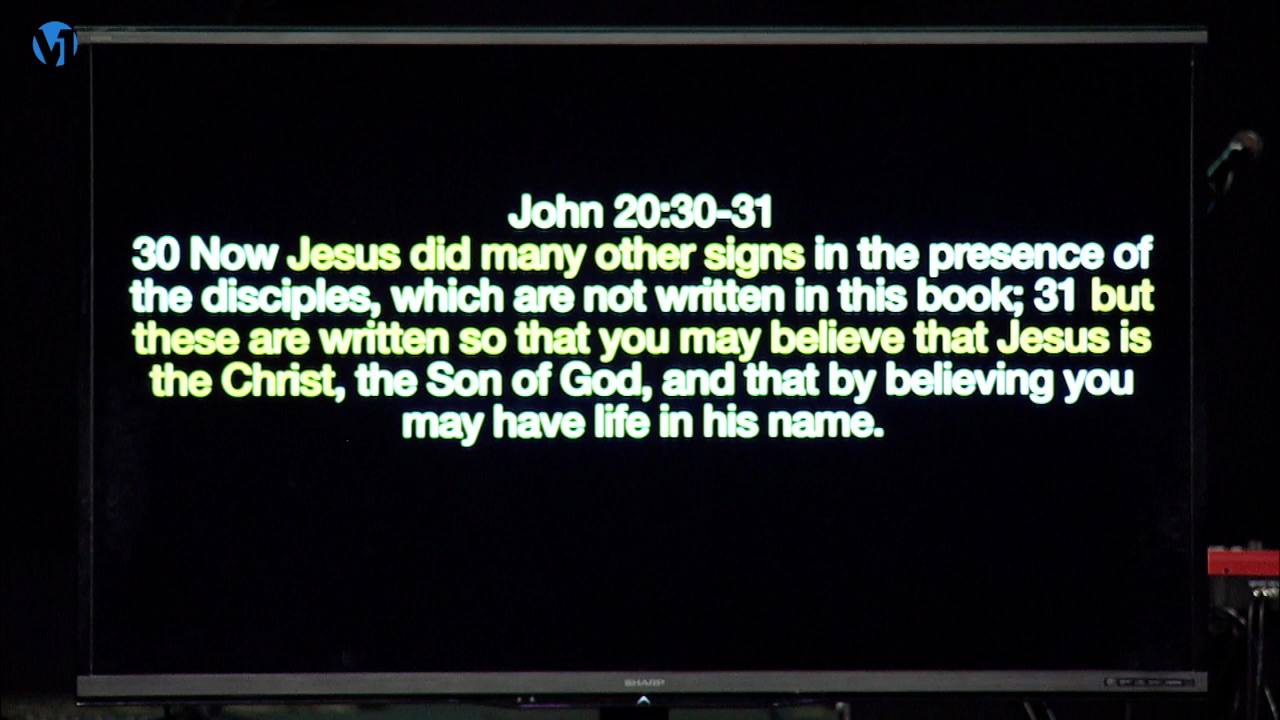 John 20:30-31
30 Now Jesus did many other signs in the presence of
the disciples, which are not written in this book; 31 but
these are written so that you may believe that Jesus is
the Christ, the Son of God, and that by believing you
may have life in his name.
SHARP